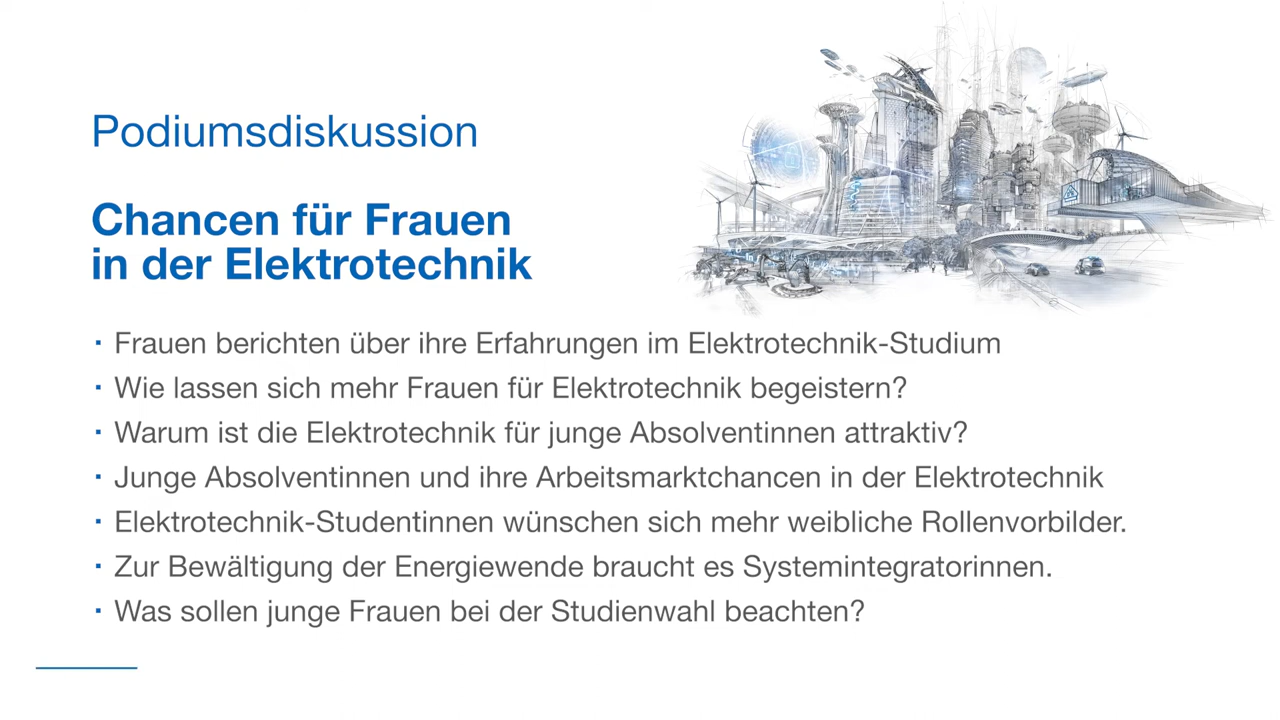 Podiumsdiskussion
Chancen für Frauen
in der Elektrotechnik
· Frauen berichten über ihre Erfahrungen im Elektrotechnik-Studium
· Wie lassen sich mehr Frauen für Elektrotechnik begeistern?
· Warum ist die Elektrotechnik für junge Absolventinnen attraktiv?
· Junge Absolventinnen und ihre Arbeitsmarktchancen in der Elektrotechnik
· Elektrotechnik-Studentinnen wünschen sich mehr weibliche Rollenvorbilder.
· Zur Bewältigung der Energiewende braucht es Systemintegratorinnen.
· Was sollen junge Frauen bei der Studienwahl beachten?